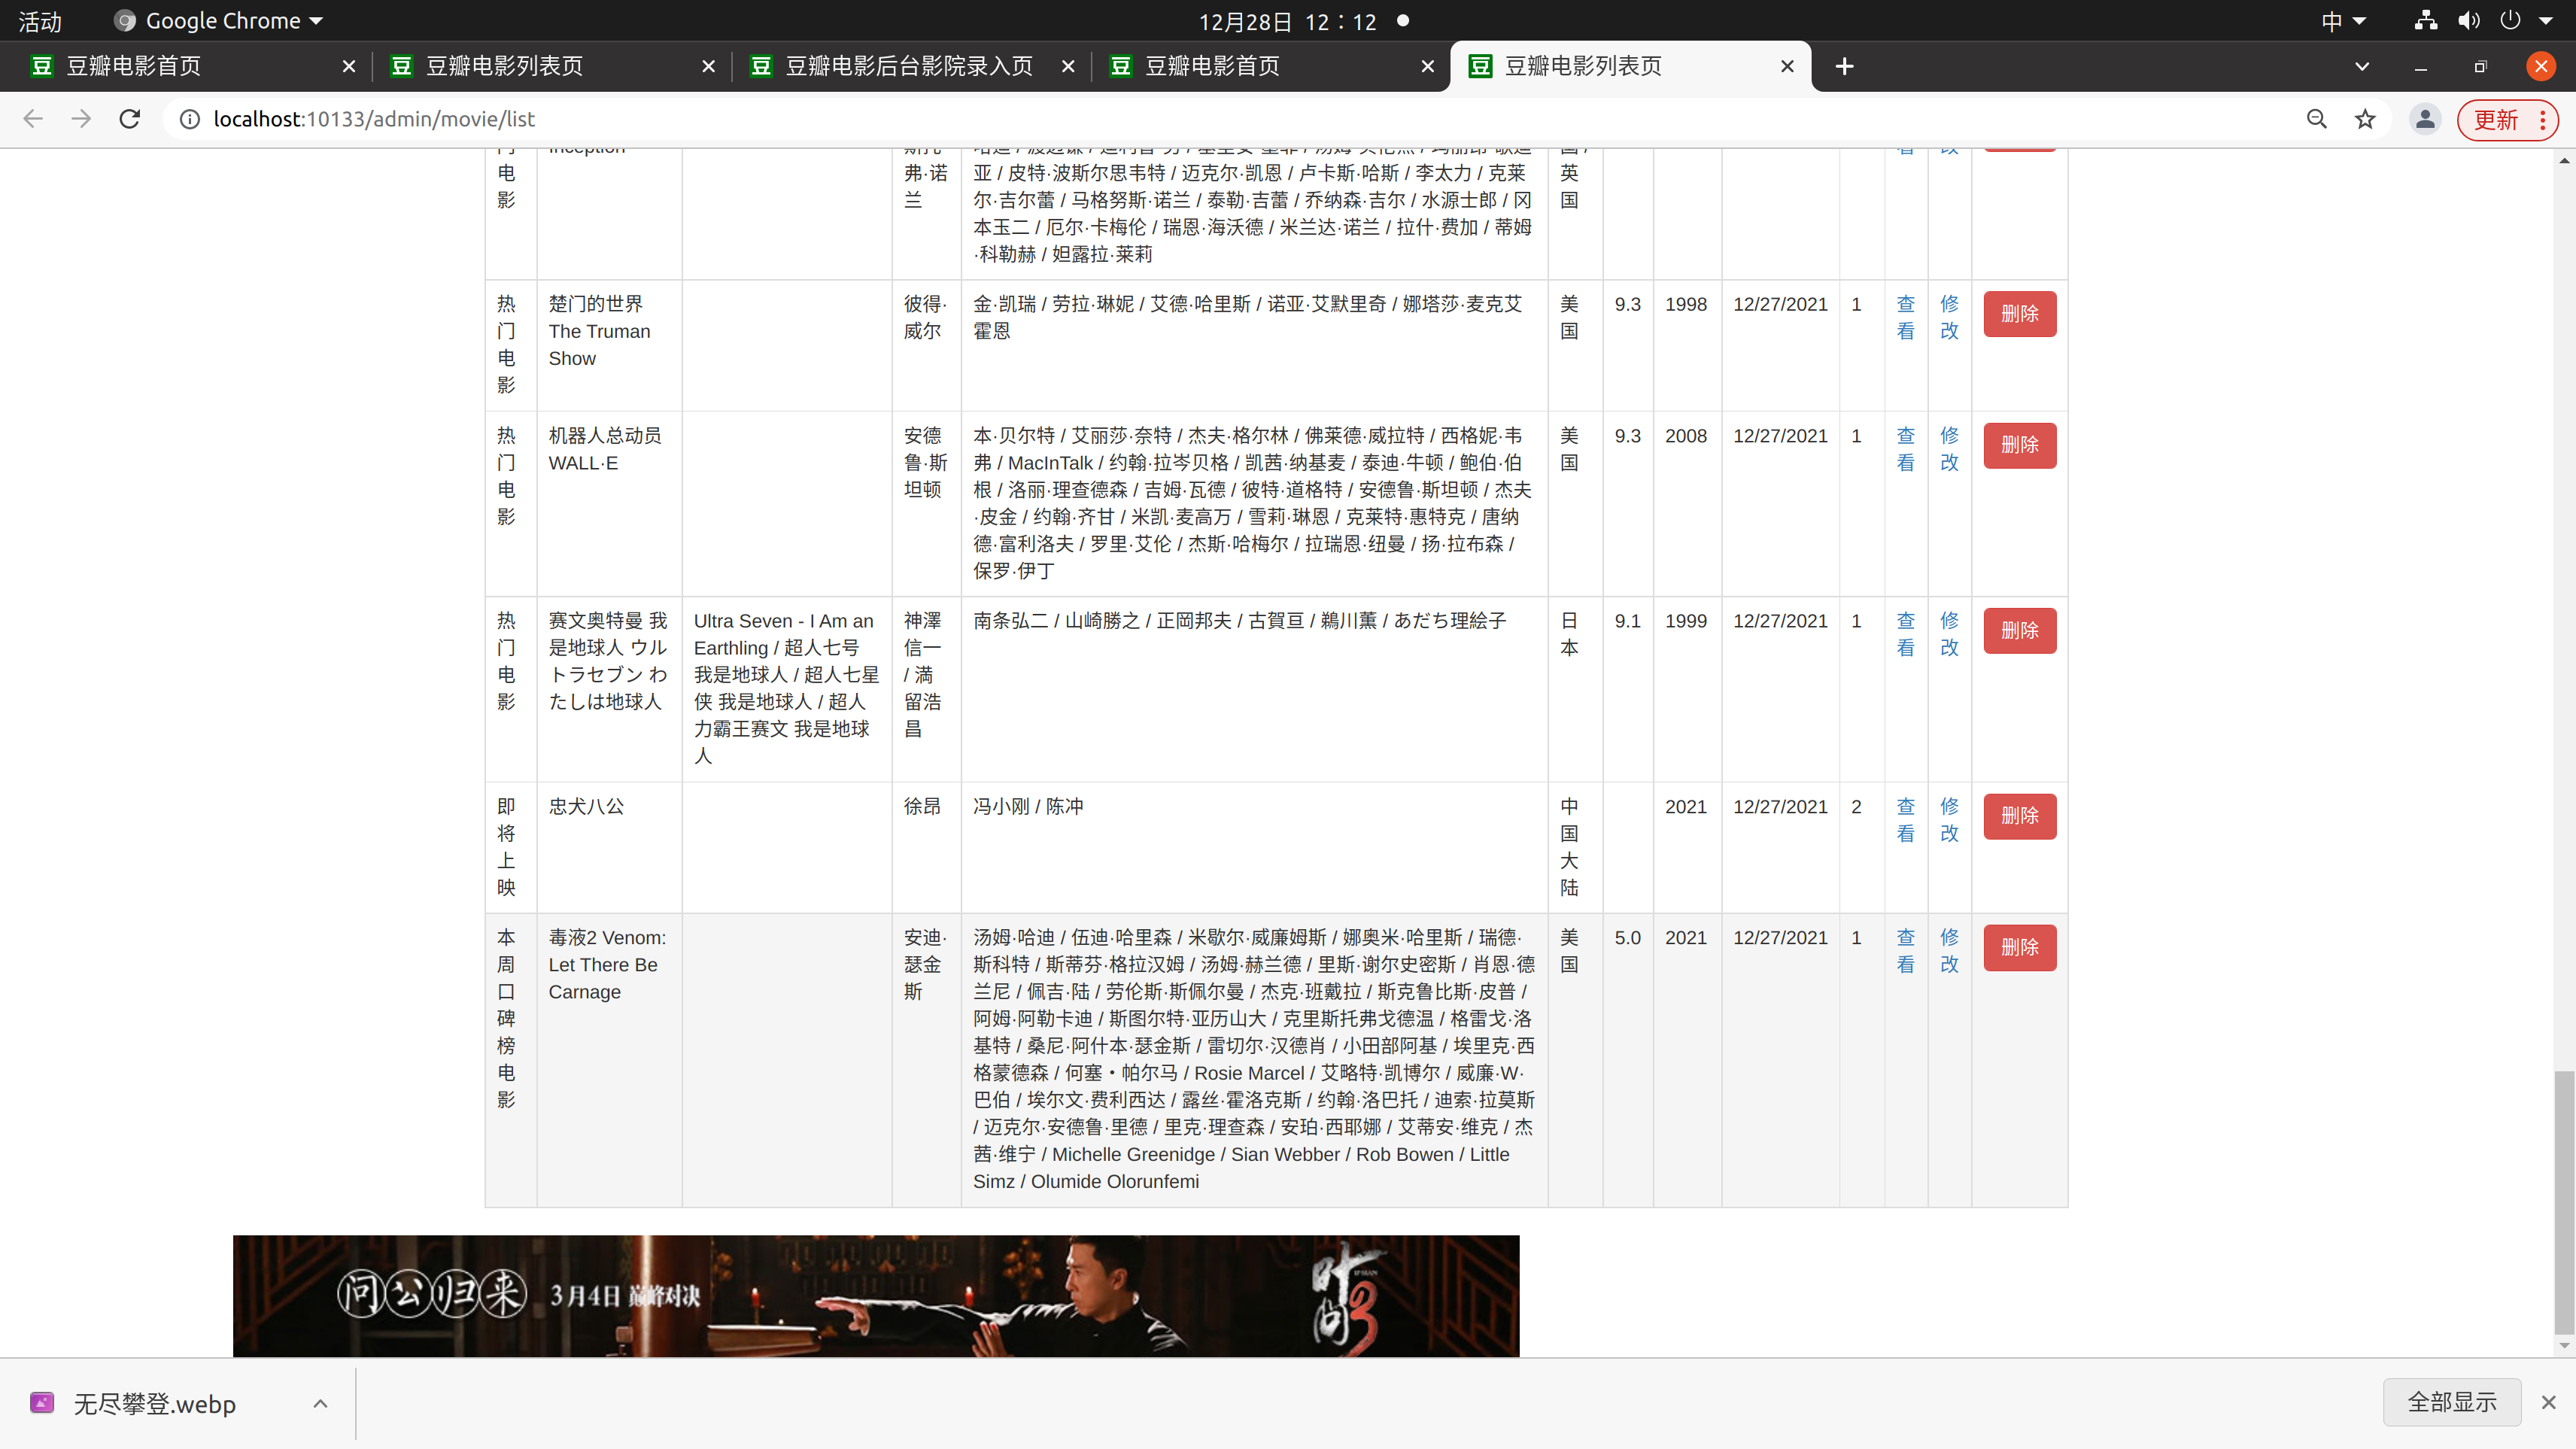 活动
Google Chrome
12月28日 12：12
中
豆瓣电影首页
豆瓣电影列表页
豆瓣电影后台影院录入页
豆瓣电影首页
豆瓣电影列表页
localhost:10133/admin/movie/list
更新
电
影
弗·诺
兰
亚 / 皮特·波斯尔思韦特 / 迈克尔·凯恩 / 卢卡斯·哈斯 / 李太力 / 克莱
尔·吉尔蕾 / 马格努斯·诺兰 / 泰勒·吉蕾 / 乔纳森·吉尔 / 水源士郎 / 冈
本玉二 / 厄尔·卡梅伦 / 瑞恩·海沃德 / 米兰达·诺兰 / 拉什·费加 / 蒂姆
·科勒赫 / 妲露拉·莱莉
英
国
热
门
电
影
楚门的世界
The Truman
Show
彼得·
威尔
金·凯瑞 / 劳拉·琳妮 / 艾德·哈里斯 / 诺亚·艾默里奇 / 娜塔莎·麦克艾
霍恩
美
国
9.3
1998
12/27/2021
1
查
看
修
改
删除
热
门
电
影
机器人总动员
WALL·E
安德
鲁·斯
坦顿
本·贝尔特 / 艾丽莎·奈特 / 杰夫·格尔林 / 佛莱德·威拉特 / 西格妮·韦
弗 / MacInTalk / 约翰·拉岑贝格 / 凯茜·纳基麦 / 泰迪·牛顿 / 鲍伯·伯
根 / 洛丽·理查德森 / 吉姆·瓦德 / 彼特·道格特 / 安德鲁·斯坦顿 / 杰夫
·皮金 / 约翰·齐甘 / 米凯·麦高万 / 雪莉·琳恩 / 克莱特·惠特克 / 唐纳
德·富利洛夫 / 罗里·艾伦 / 杰斯·哈梅尔 / 拉瑞恩·纽曼 / 扬·拉布森 /
保罗·伊丁
美
国
9.3
2008
12/27/2021
1
查
看
修
改
删除
热
门
电
影
赛文奥特曼 我
是地球人 ウル
トラセブン わ
たしは地球人
Ultra Seven - I Am an
Earthling / 超人七号
我是地球人 / 超人七星
侠 我是地球人 / 超人
力霸王赛文 我是地球
人
神澤
信一
/ 満
留浩
昌
南条弘二 / 山崎勝之 / 正岡邦夫 / 古賀亘 / 鵜川薫 / あだち理絵子
日
本
9.1
1999
12/27/2021
1
查
看
修
改
删除
即
将
上
映
忠犬八公
徐昂
冯小刚 / 陈冲
中
国
大
陆
2021
12/27/2021
2
查
看
修
改
删除
本
周
口
碑
榜
电
影
毒液2 Venom:
Let There Be
Carnage
安迪·
瑟金
斯
汤姆·哈迪 / 伍迪·哈里森 / 米歇尔·威廉姆斯 / 娜奥米·哈里斯 / 瑞德·
斯科特 / 斯蒂芬·格拉汉姆 / 汤姆·赫兰德 / 里斯·谢尔史密斯 / 肖恩·德
兰尼 / 佩吉·陆 / 劳伦斯·斯佩尔曼 / 杰克·班戴拉 / 斯克鲁比斯·皮普 /
阿姆·阿勒卡迪 / 斯图尔特·亚历山大 / 克里斯托弗戈德温 / 格雷戈·洛
基特 / 桑尼·阿什本·瑟金斯 / 雷切尔·汉德肖 / 小田部阿基 / 埃里克·西
格蒙德森 / 何塞・帕尔马 / Rosie Marcel / 艾略特·凯博尔 / 威廉·W·
巴伯 / 埃尔文·费利西达 / 露丝·霍洛克斯 / 约翰·洛巴托 / 迪索·拉莫斯
/ 迈克尔·安德鲁·里德 / 里克·理查森 / 安珀·西耶娜 / 艾蒂安·维克 / 杰
茜·维宁 / Michelle Greenidge / Sian Webber / Rob Bowen / Little
Simz / Olumide Olorunfemi
美
国
5.0
2021
12/27/2021
1
查
看
修
改
删除
问公归来
3月4日 巅峰对决
叶问3
无尽攀登.webp
全部显示